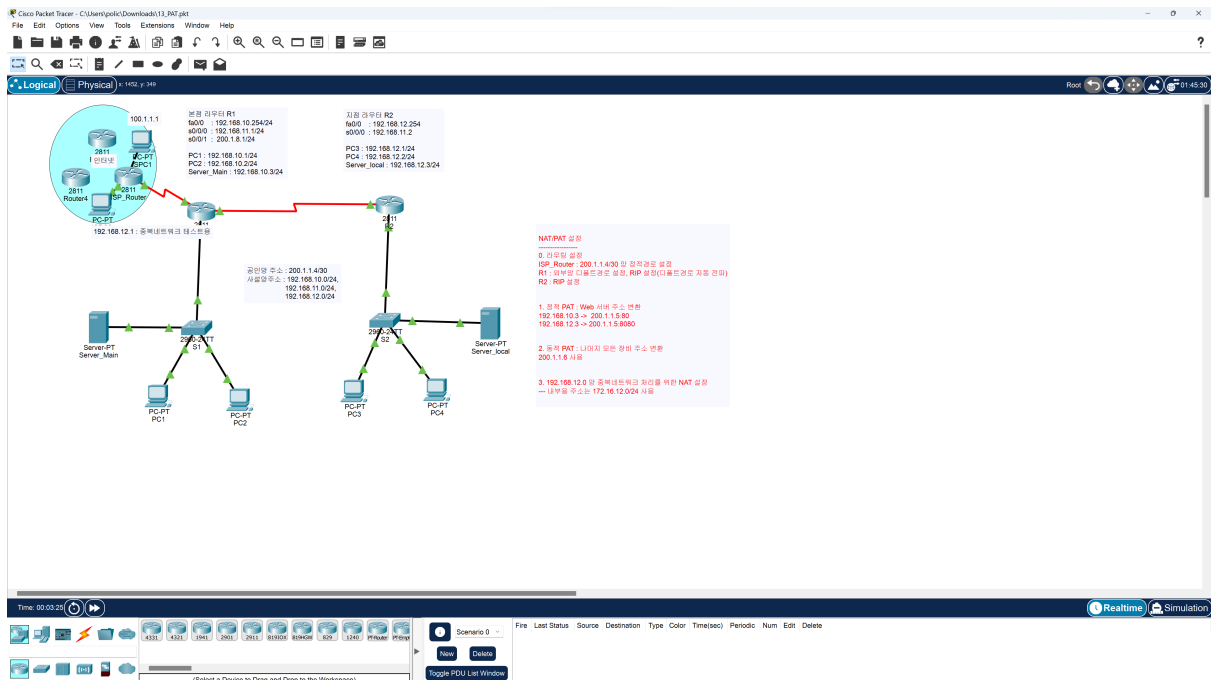 Cisco Packet Tracer - C:\Users\polic\Downloads\13_PAT.pkt
File Edit Options View Tools Extensions Window Help
Logical Physical x: 1452, y: 349
Root 01:45:30
100.1.1.1
2811
인터넷
PC-PT
SPC1
2811
Router4
2811
ISP_Router
PC-PT
192.168.12.1 : 중복네트워크 테스트용
본점 라우터 R1
fa0/0 : 192.168.10.254/24
s0/0/0 : 192.168.11.1/24
s0/0/1 : 200.1.8.1/24
PC1 : 192.168.10.1/24
PC2 : 192.168.10.2/24
Server_Main : 192.168.10.3/24
지점 라우터 R2
fa0/0 : 192.168.12.254
s0/0/0 : 192.168.11.2
PC3 : 192.168.12.1/24
PC4 : 192.168.12.2/24
Server_local : 192.168.12.3/24
2811
2811
R2
공인망 주소 : 200.1.1.4/30
사설망주소 : 192.168.10.0/24,
192.168.11.0/24,
192.168.12.0/24
NAT/PAT 설정
-----------------
0. 라우팅 설정
ISP_Router : 200.1.1.4/30 망 정적경로 설정
R1 : 외부망 디폴트경로 설정, RIP 설정(디폴트경로 자동 전파)
R2 : RIP 설정
1. 정적 PAT : Web 서버 주소 변환
192.168.10.3 -> 200.1.1.5:80
192.168.12.3 -> 200.1.1.5:8080
2. 동적 PAT : 나머지 모든 장비 주소 변환
200.1.1.6 사용
3. 192.168.12.0 망 중복네트워크 처리를 위한 NAT 설정
--- 내부용 주소는 172.16.12.0/24 사용
Server-PT
Server_Main
2960-24TT
S1
PC-PT
PC1
PC-PT
PC2
2960-24TT
S2
Server-PT
Server_local
PC-PT
PC3
PC-PT
PC4
Time: 00:03:25
Realtime Simulation
4331 4321 1941 2901 2911 819IOX 819HGW 829 1240 PT-Router PT-Empt
(Select a Device to Drag and Drop to the Workspace)
Scenario 0
New Delete
Toggle PDU List Window
Fire Last Status Source Destination Type Color Time(sec) Periodic Num Edit Delete